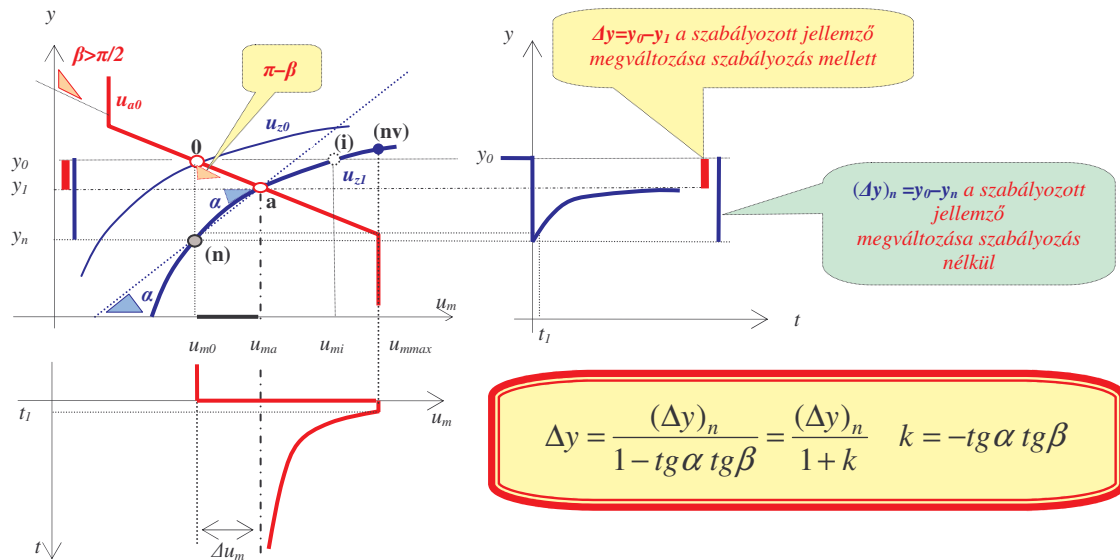 y
β>π/2
u_a0
π–β
u_z0
0
(i)
(nv)
y_0
u_z1
y_1
α
a
y_n
(n)
α
u_m
u_m0
u_ma
u_mi
u_mmax
t_1
u_m
t
Δu_m
y
y_0
t_1
t
Δy=y_0–y_1 a szabályozott jellemző
megváltozása szabályozás mellett
(Δy)_n =y_0–y_n a szabályozott
jellemző
megváltozása szabályozás
nélkül
Δy = (Δy)_n / (1 − tgα tgβ) = (Δy)_n / (1 + k) k = −tgα tgβ